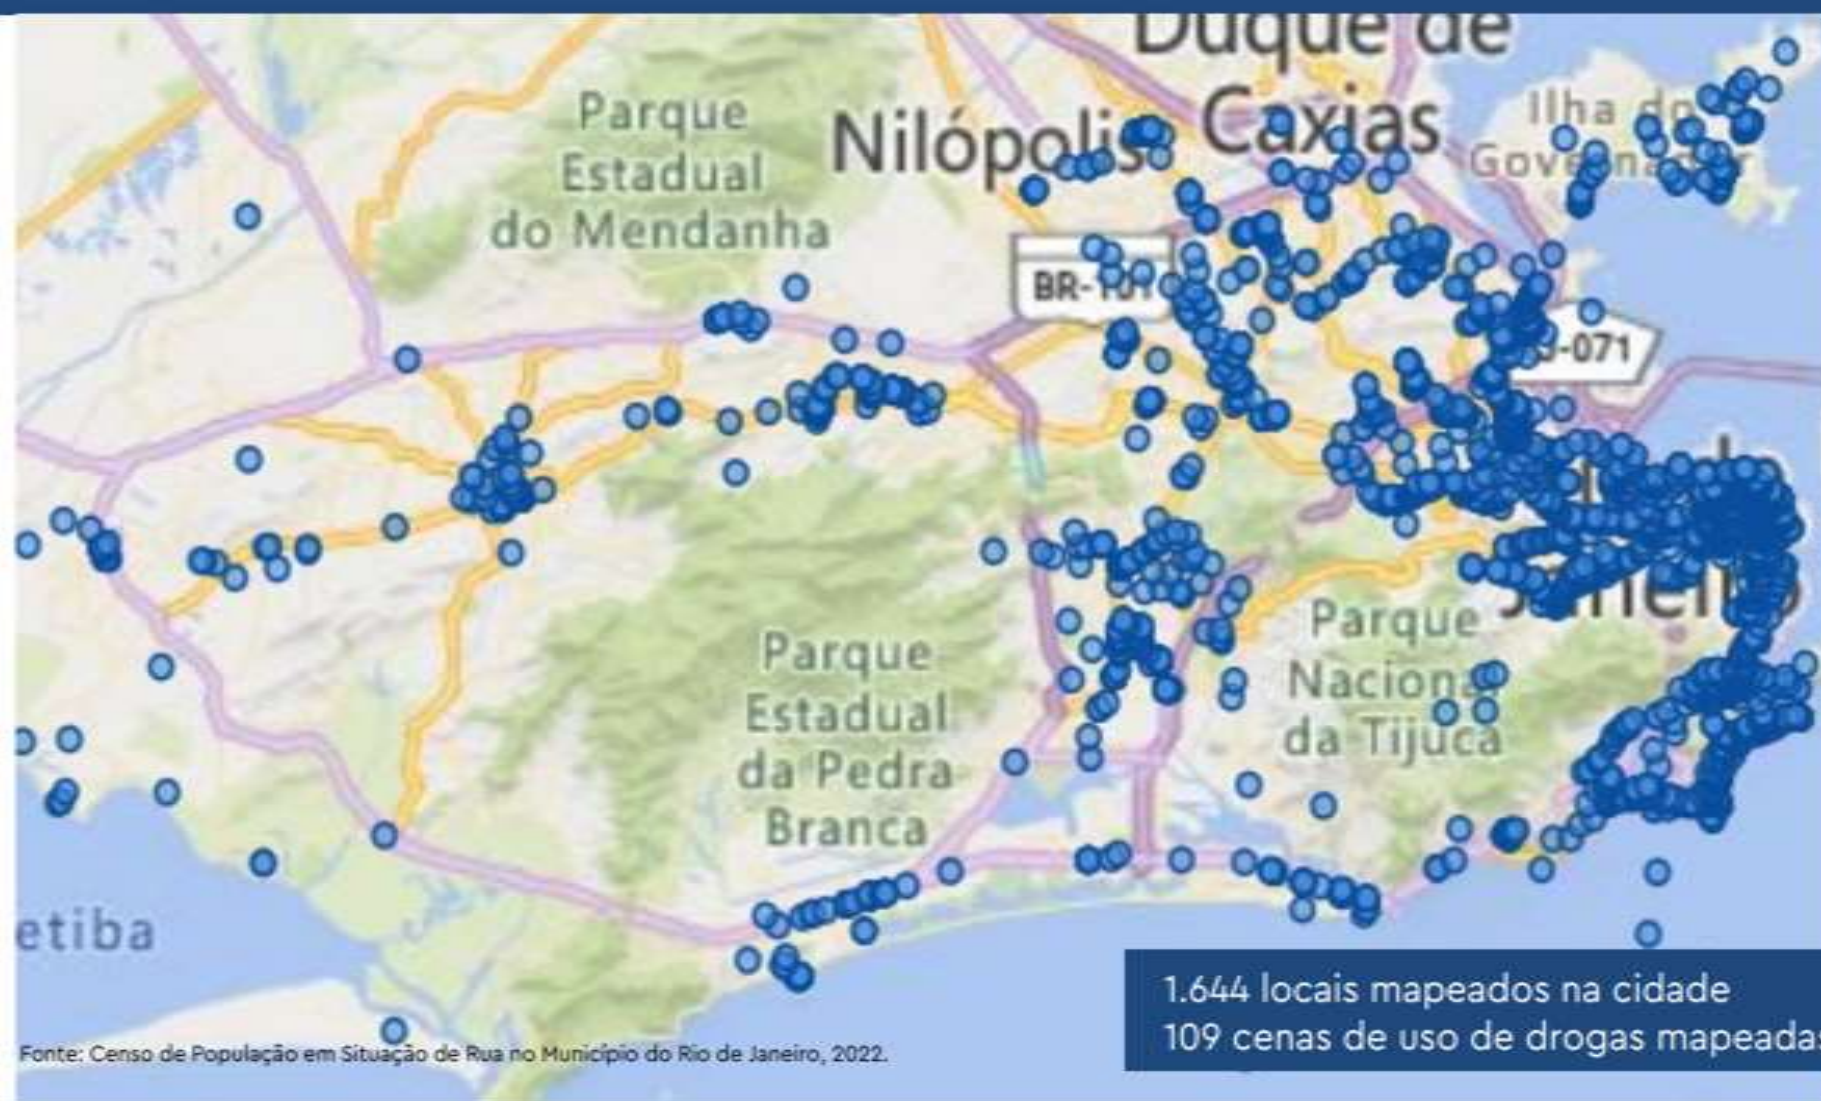 Duque de
Caxias
Nilópolis
Ilha do
Governador
Parque
Estadual
do Mendanha
BR-101
J-071
Janeiro
Parque
Nacional
da Tijuca
Parque
Estadual
da Pedra
Branca
etiba
1.644 locais mapeados na cidade
109 cenas de uso de drogas mapeadas
Fonte: Censo de População em Situação de Rua no Município do Rio de Janeiro, 2022.